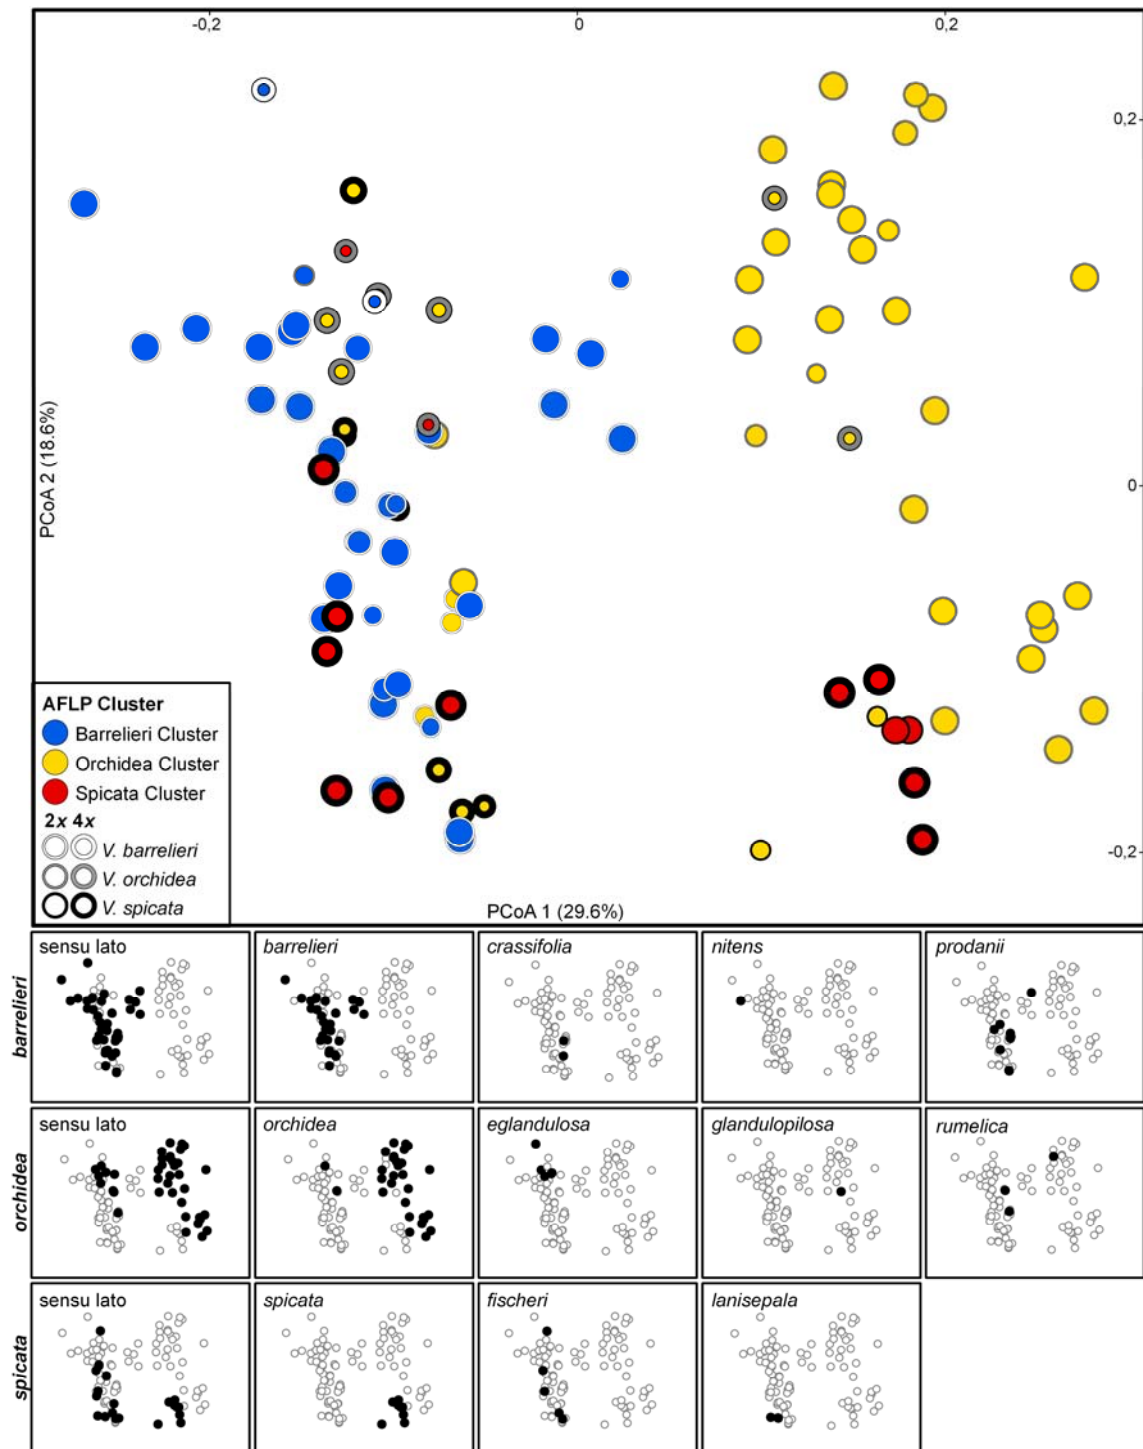 -0,2 0 0,2
0,2
0
-0,2
PCoA 2 (18.6%)
PCoA 1 (29.6%)
AFLP Cluster
Barrelieri Cluster
Orchidea Cluster
Spicata Cluster
2x 4x
V. barrelieri
V. orchidea
V. spicata
barrelieri
sensu lato barrelieri crassifolia nitens prodanii
orchidea
sensu lato orchidea eglandulosa glandulopilosa rumelica
spicata
sensu lato spicata fischeri lanisepala